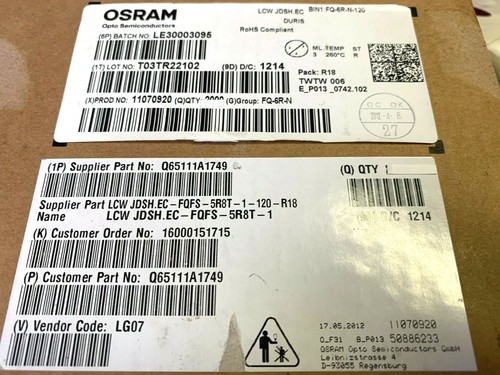 OSRAM
Opto Semiconductors
LCW JDSH.EC BIN1:FQ-6R-N-120
DURIS
RoHS Compliant
(6P) BATCH NO: LE30003095
ML TEMP ST
3 260°C R
(1T) LOT NO: T03TR22102 (9D) D/C: 1214
Pack: R18
TWTW 006
E_P013 _0742.102
(X)PROD NO: 11070920 (Q)QTY: (G)Group: FQ-6R-N
QC OK
27
(1P) Supplier Part No: Q65111A1749
(Q) QTY
Supplier Part LCW JDSH.EC-FQFS-5R8T-1-120-R18
Name LCW JDSH.EC-FQFS-5R8T-1
D/C 1214
(K) Customer Order No: 16000151715
(P) Customer Part No: Q65111A1749
(V) Vendor Code: LG07
17.05.2012 11070920
O_F31 B_P013 50886233
OSRAM Opto Semiconductors GmbH
Leibnizstrasse 4
D-93055 Regensburg